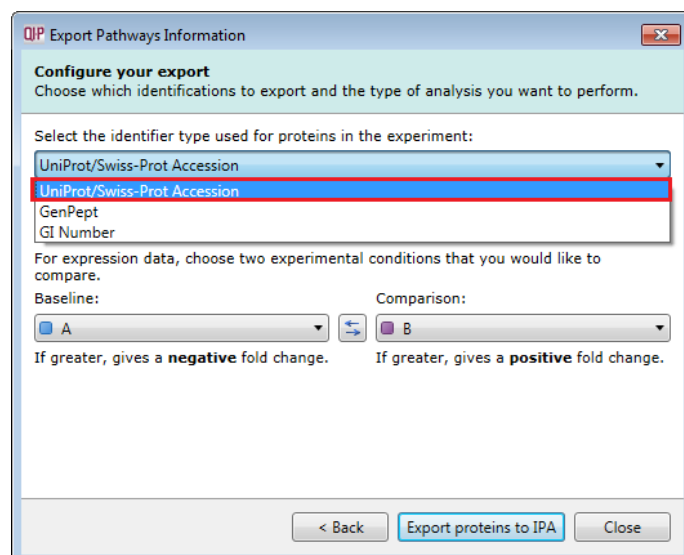 QIP Export Pathways Information
Configure your export
Choose which identifications to export and the type of analysis you want to perform.
Select the identifier type used for proteins in the experiment:
UniProt/Swiss-Prot Accession
UniProt/Swiss-Prot Accession
GenPept
GI Number
For expression data, choose two experimental conditions that you would like to
compare.
Baseline: Comparison:
A B
If greater, gives a negative fold change. If greater, gives a positive fold change.
< Back Export proteins to IPA Close